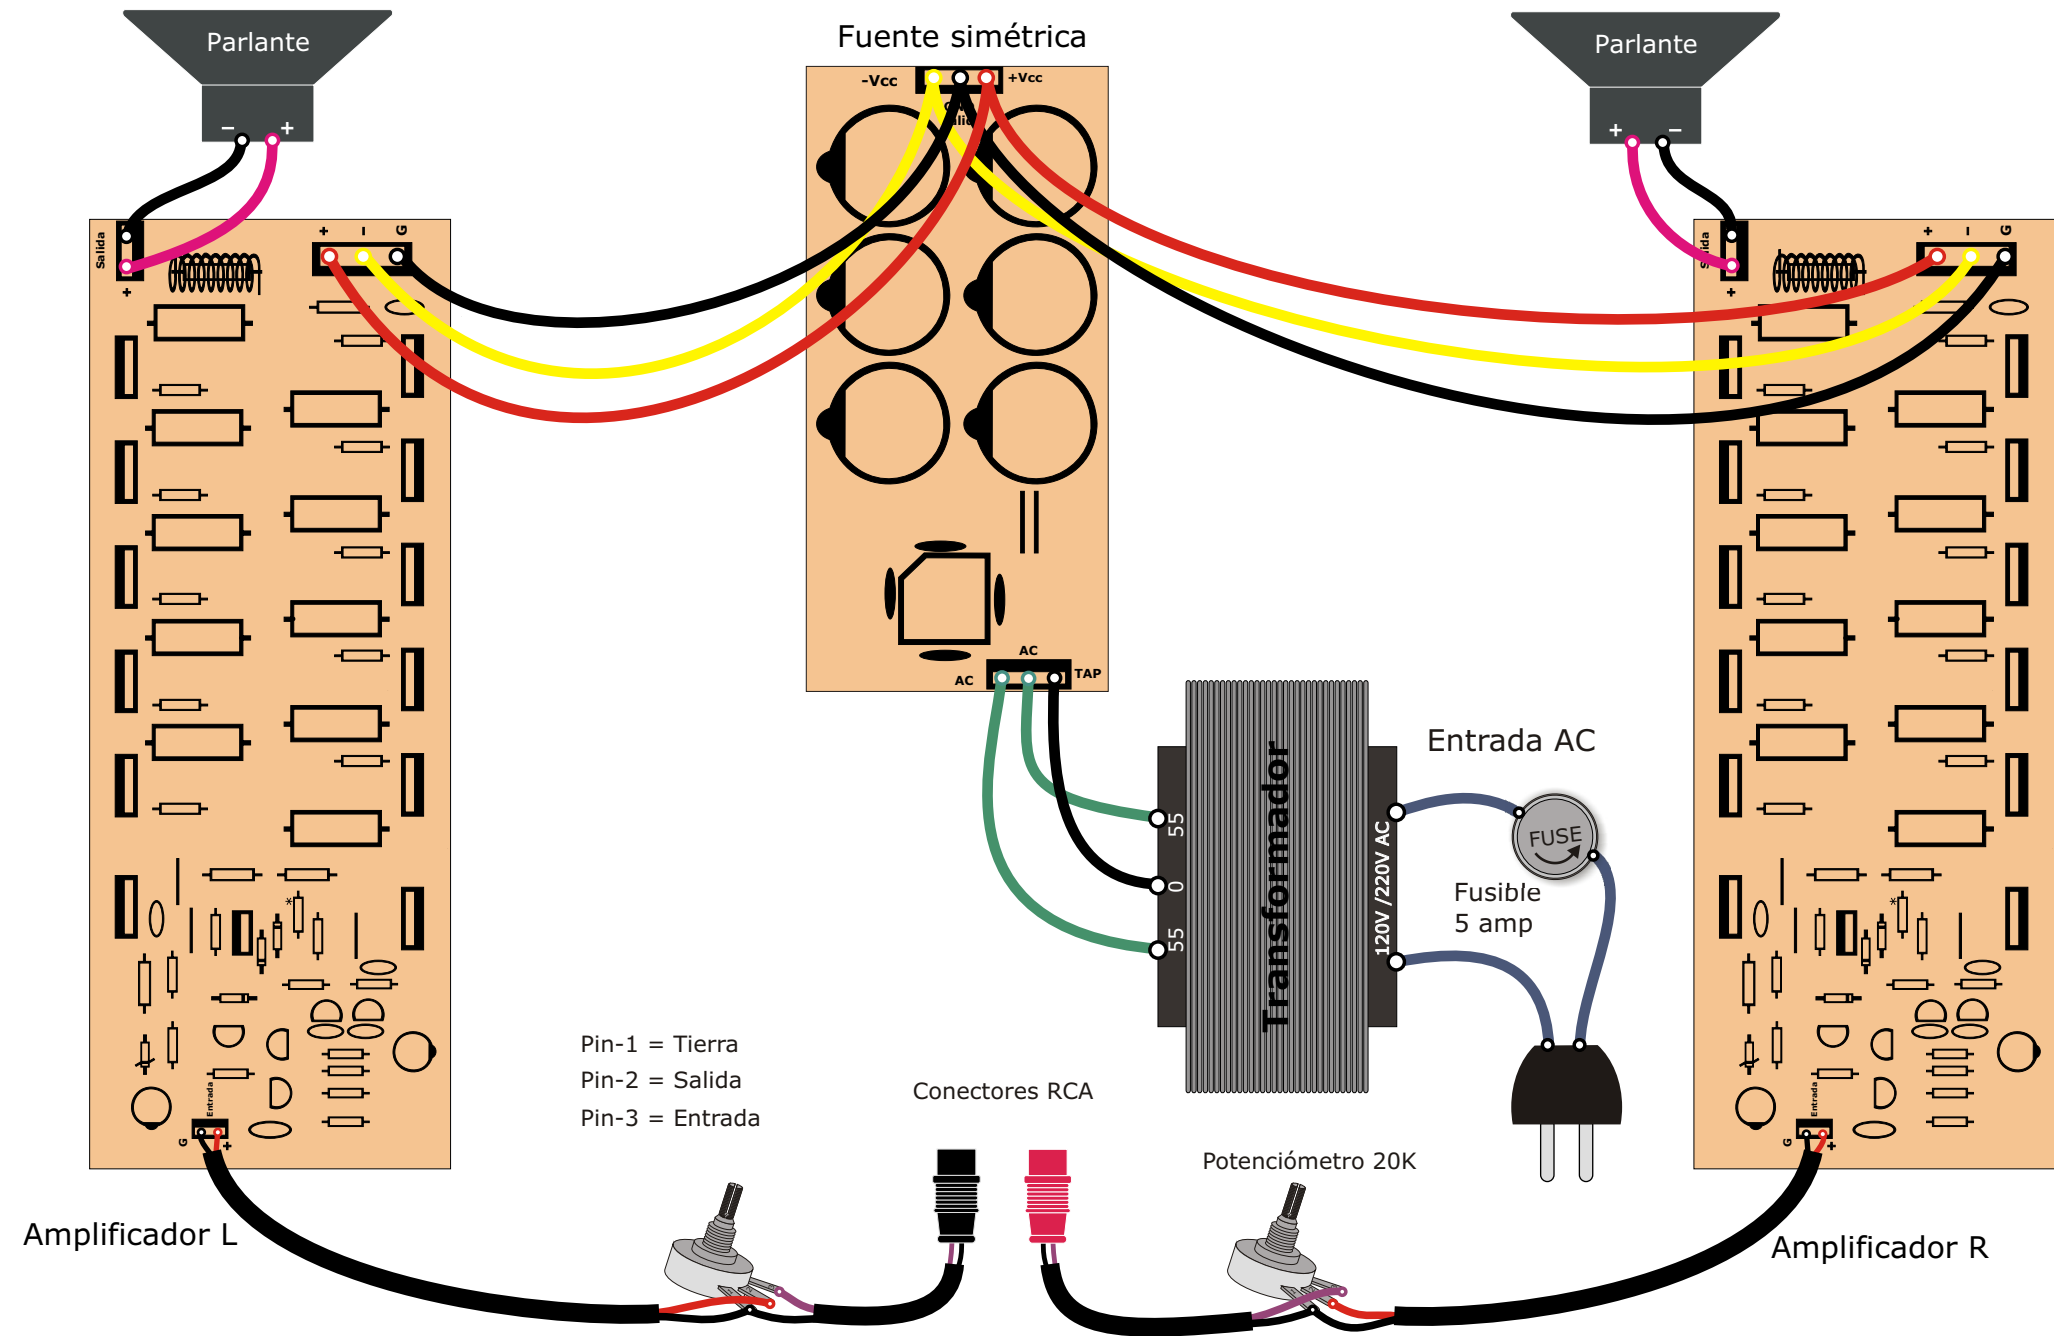 Parlante
Fuente simétrica
Parlante
- +
+ -
-Vcc
+Vcc
Salida
+
+ - G
+
+ - G
AC
AC
TAP
Entrada AC
Transformador
55
0
55
120V /220V AC
FUSE
Fusible
5 amp
*
*
Pin-1 = Tierra
Pin-2 = Salida
Pin-3 = Entrada
Conectores RCA
Potenciómetro 20K
Entrada
G +
Entrada
G +
Amplificador L
Amplificador R